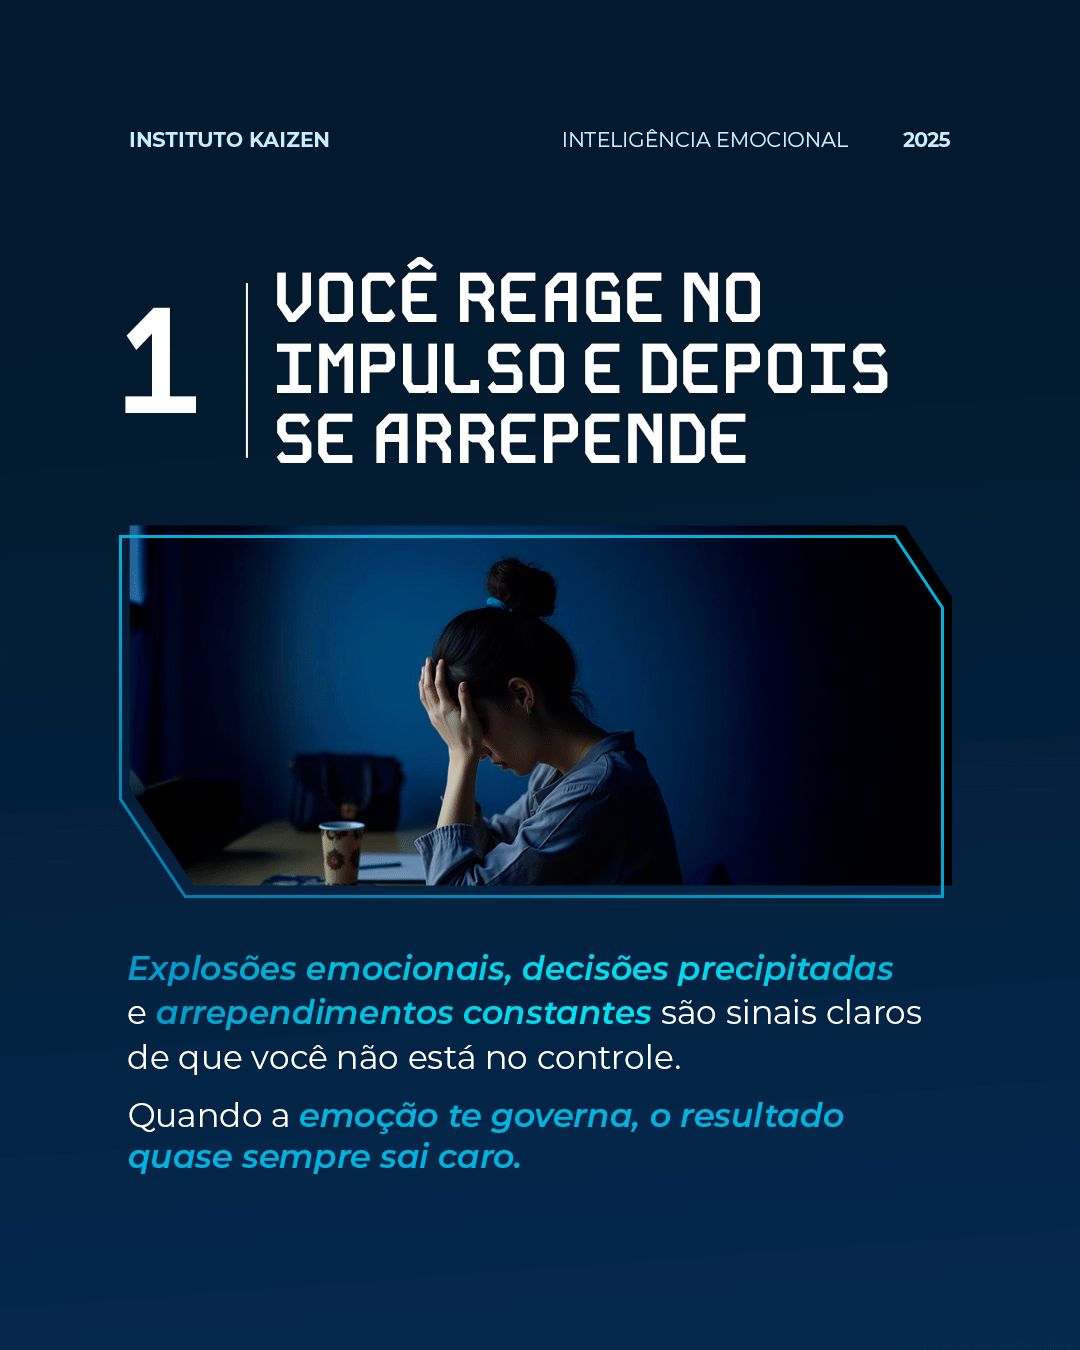 INSTITUTO KAIZEN
INTELIGÊNCIA EMOCIONAL
2025
1
VOCÊ REAGE NO
IMPULSO E DEPOIS
SE ARREPENDE
Explosões emocionais, decisões precipitadas
e arrependimentos constantes são sinais claros
de que você não está no controle.
Quando a emoção te governa, o resultado
quase sempre sai caro.